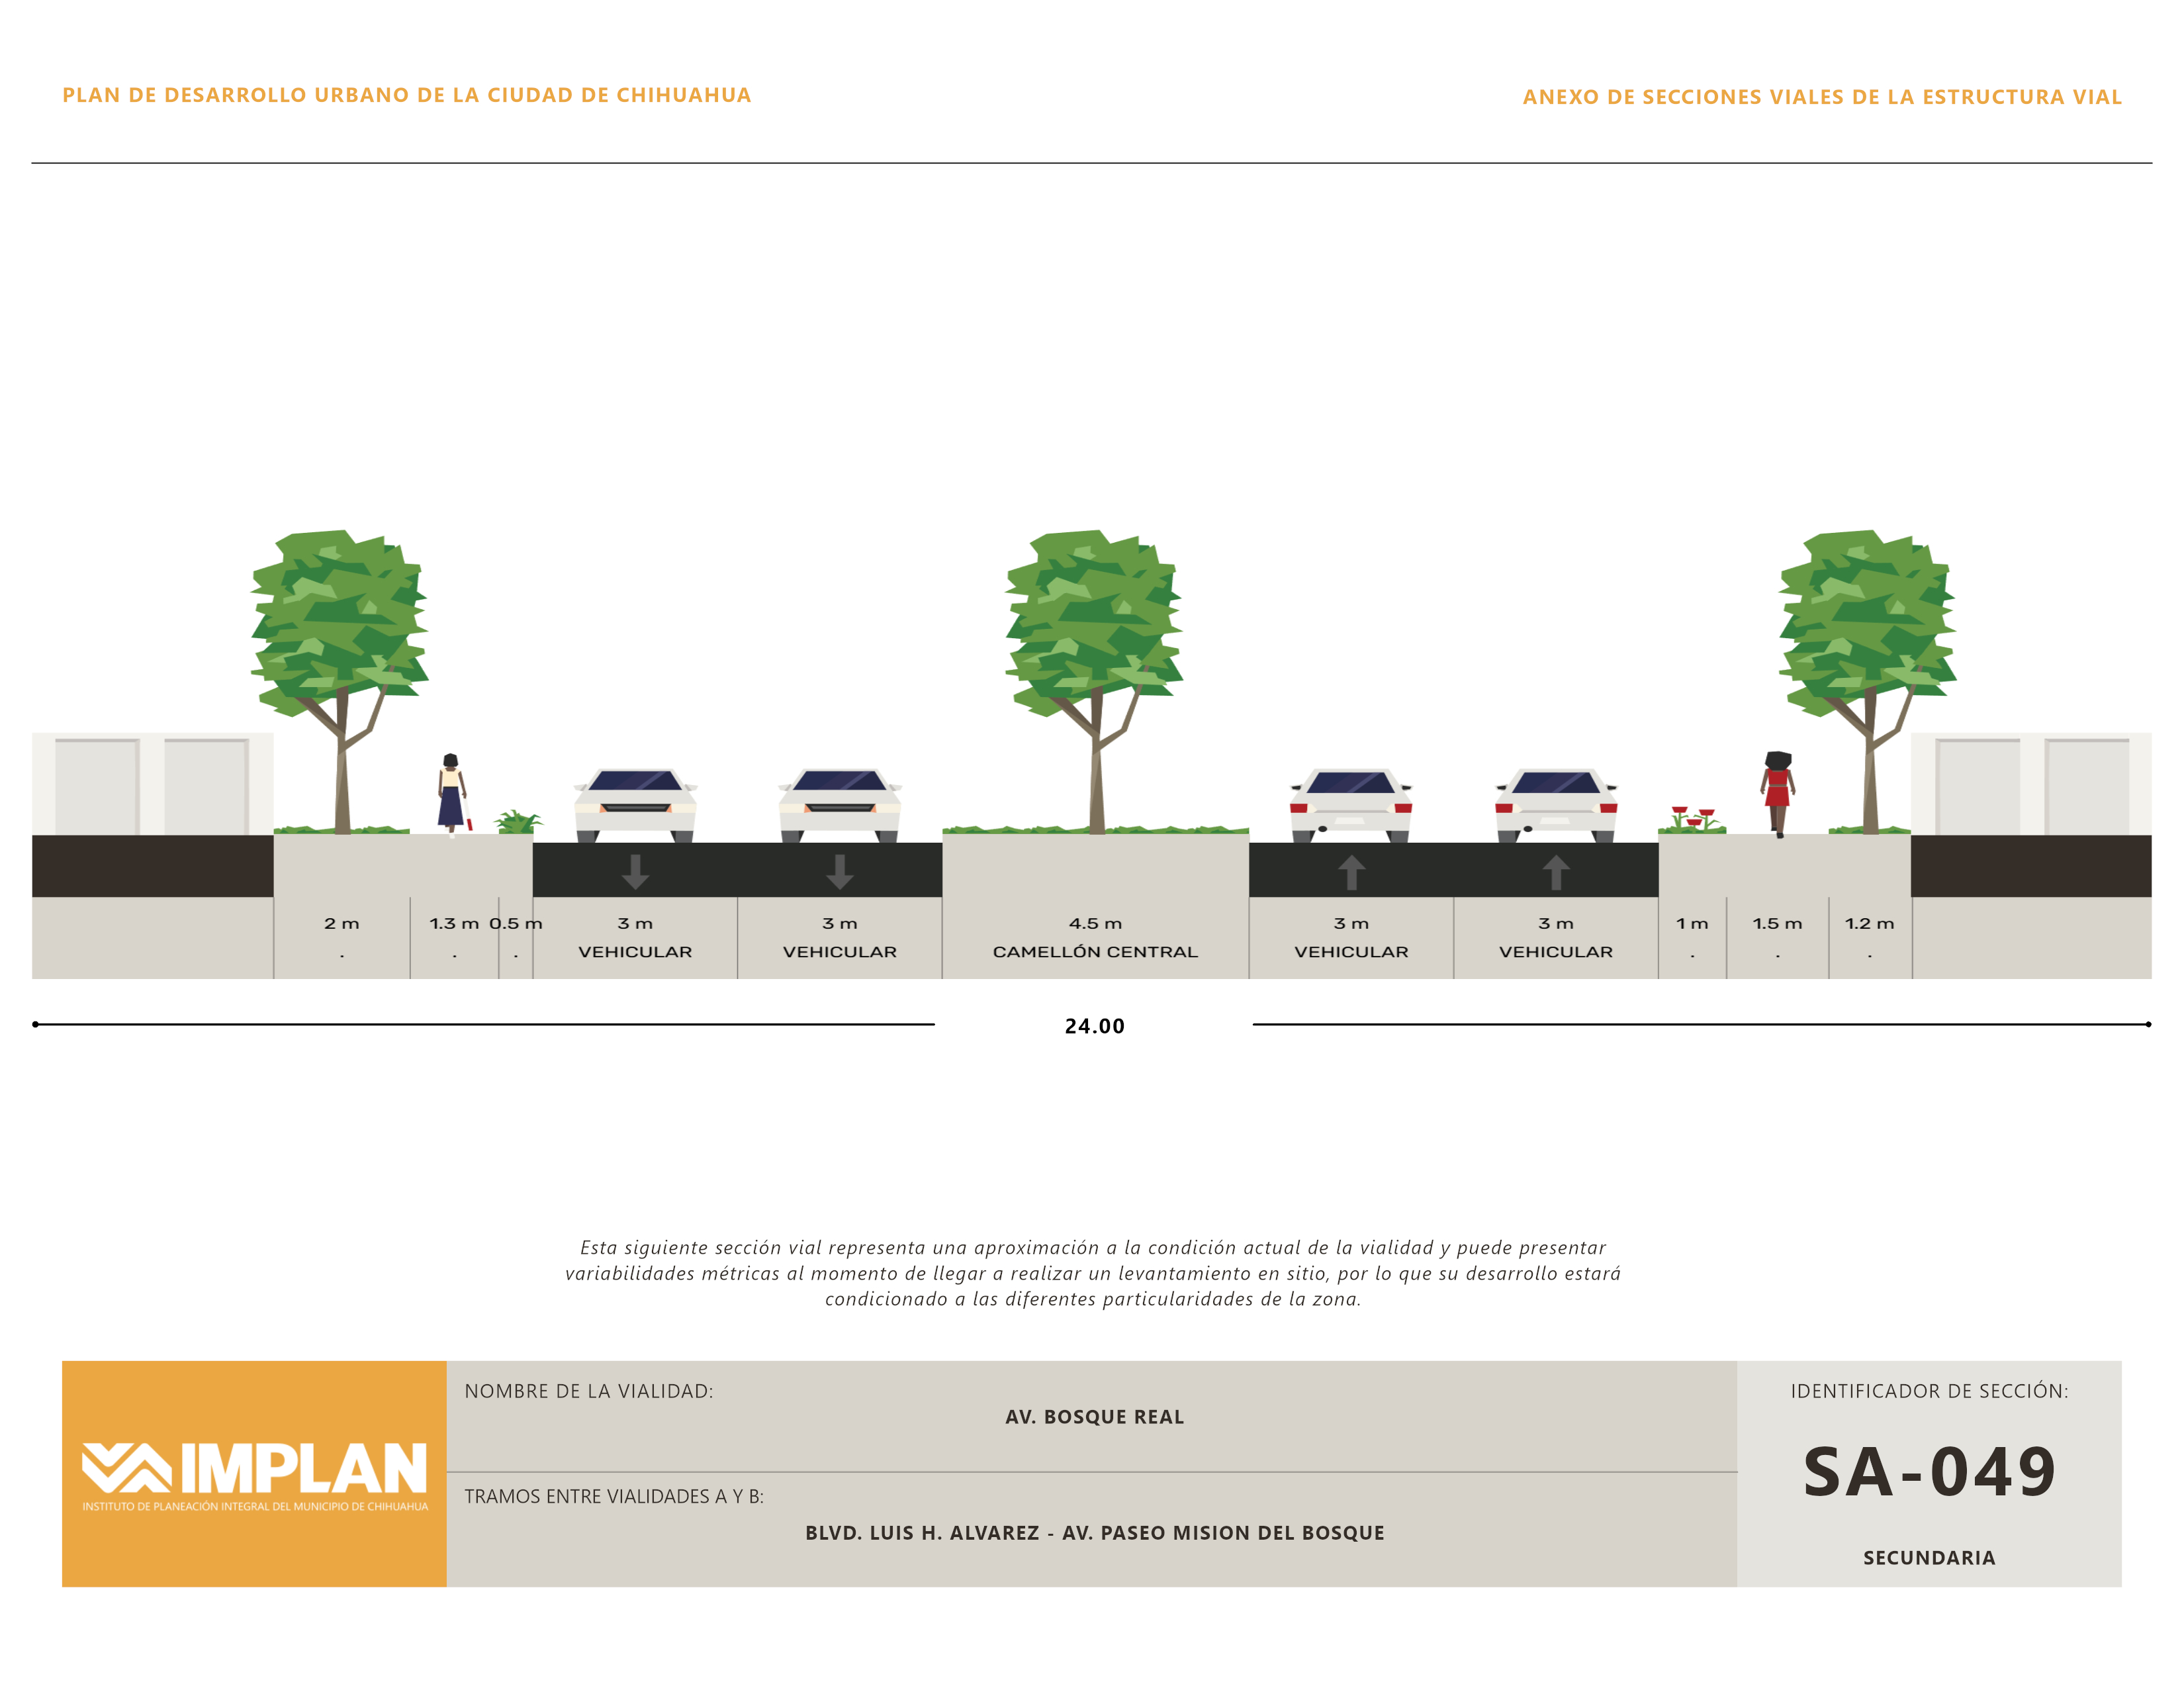 PLAN DE DESARROLLO URBANO DE LA CIUDAD DE CHIHUAHUA
ANEXO DE SECCIONES VIALES DE LA ESTRUCTURA VIAL
2 m 1.3 m 0.5 m 3 m 3 m 4.5 m 3 m 3 m 1 m 1.5 m 1.2 m
. . . VEHICULAR VEHICULAR CAMELLÓN CENTRAL VEHICULAR VEHICULAR . . .
24.00
Esta siguiente sección vial representa una aproximación a la condición actual de la vialidad y puede presentar
variabilidades métricas al momento de llegar a realizar un levantamiento en sitio, por lo que su desarrollo estará
condicionado a las diferentes particularidades de la zona.
IMPLAN
INSTITUTO DE PLANEACIÓN INTEGRAL DEL MUNICIPIO DE CHIHUAHUA
NOMBRE DE LA VIALIDAD:
AV. BOSQUE REAL
TRAMOS ENTRE VIALIDADES A Y B:
BLVD. LUIS H. ALVAREZ - AV. PASEO MISION DEL BOSQUE
IDENTIFICADOR DE SECCIÓN:
SA-049
SECUNDARIA